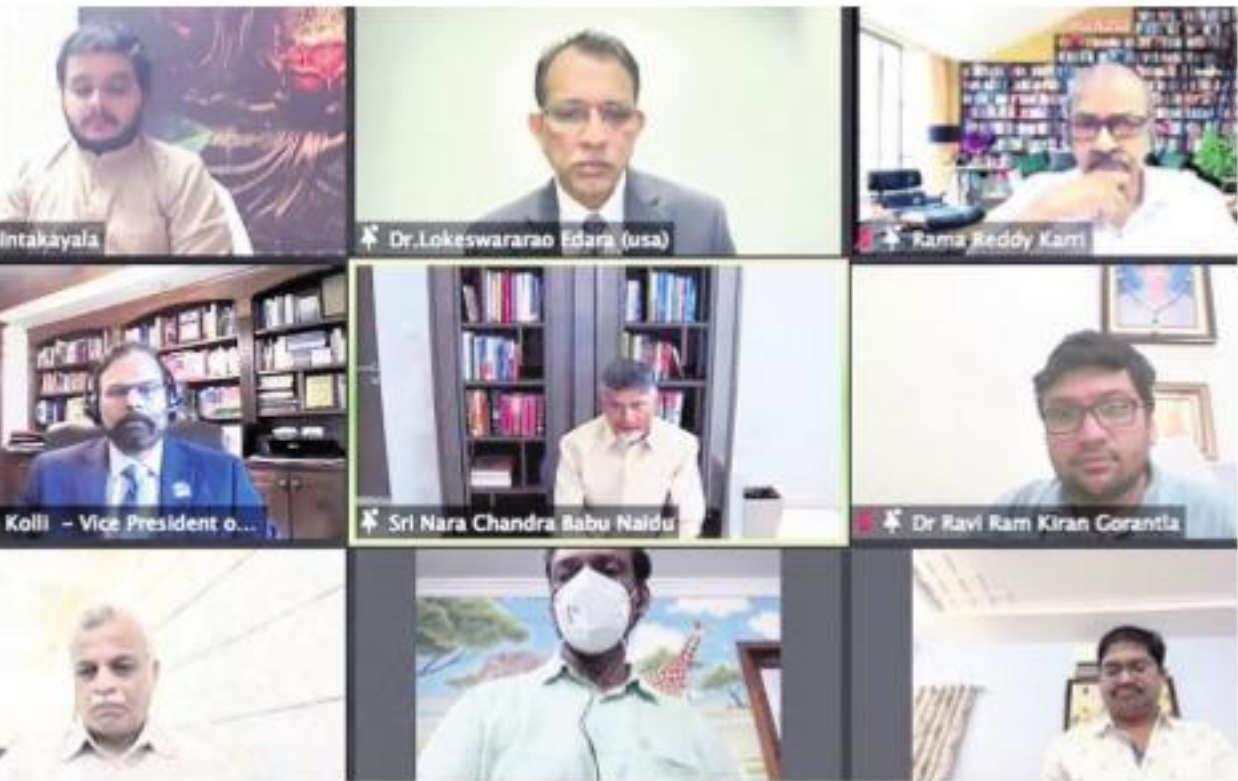 Intakayala
Dr.Lokeswararao Edara (usa)
Rama Reddy Karri
Kolli – Vice President o...
Sri Nara Chandra Babu Naidu
Dr Ravi Ram Kiran Gorantla